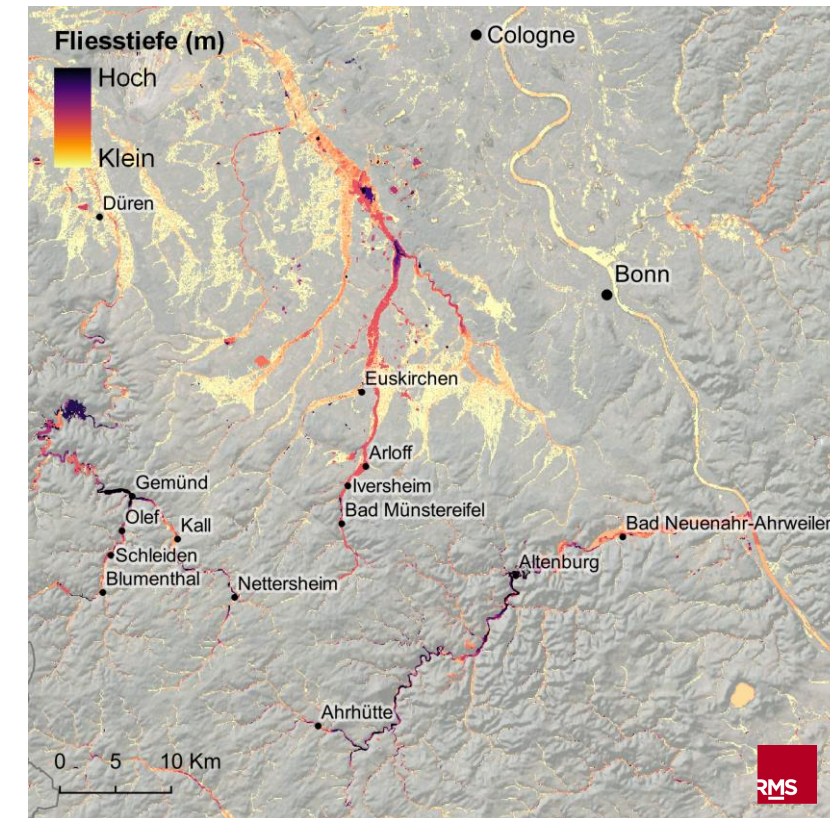 Fliesstiefe (m)
Hoch
Klein
Cologne
Düren
Bonn
Euskirchen
Arloff
Iversheim
Bad Münstereifel
Gemünd
Olef
Kall
Schleiden
Blumenthal
Nettersheim
Bad Neuenahr-Ahrweiler
Altenburg
Ahrhütte
0 5 10 Km
RMS